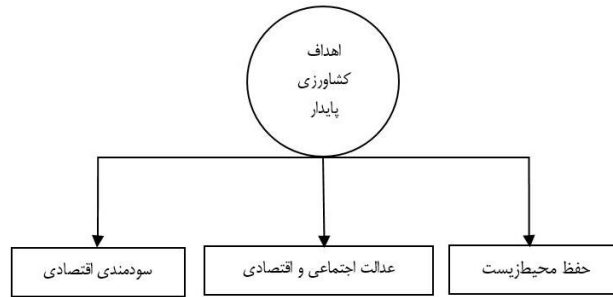 اهداف
کشاورزی
پایدار
حفظ محیط‌زیست
عدالت اجتماعی و اقتصادی
سودمندی اقتصادی